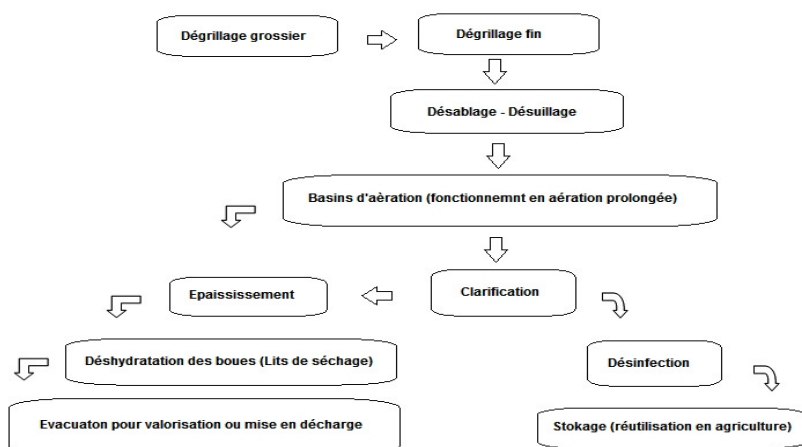 Dégrillage grossier
Dégrillage fin
Désablage - Désuillage
Basins d'aèration (fonctionnemnt en aération prolongée)
Epaississement
Clarification
Déshydratation des boues (Lits de séchage)
Désinfection
Evacuaton pour valorisation ou mise en décharge
Stokage (réutilisation en agriculture)